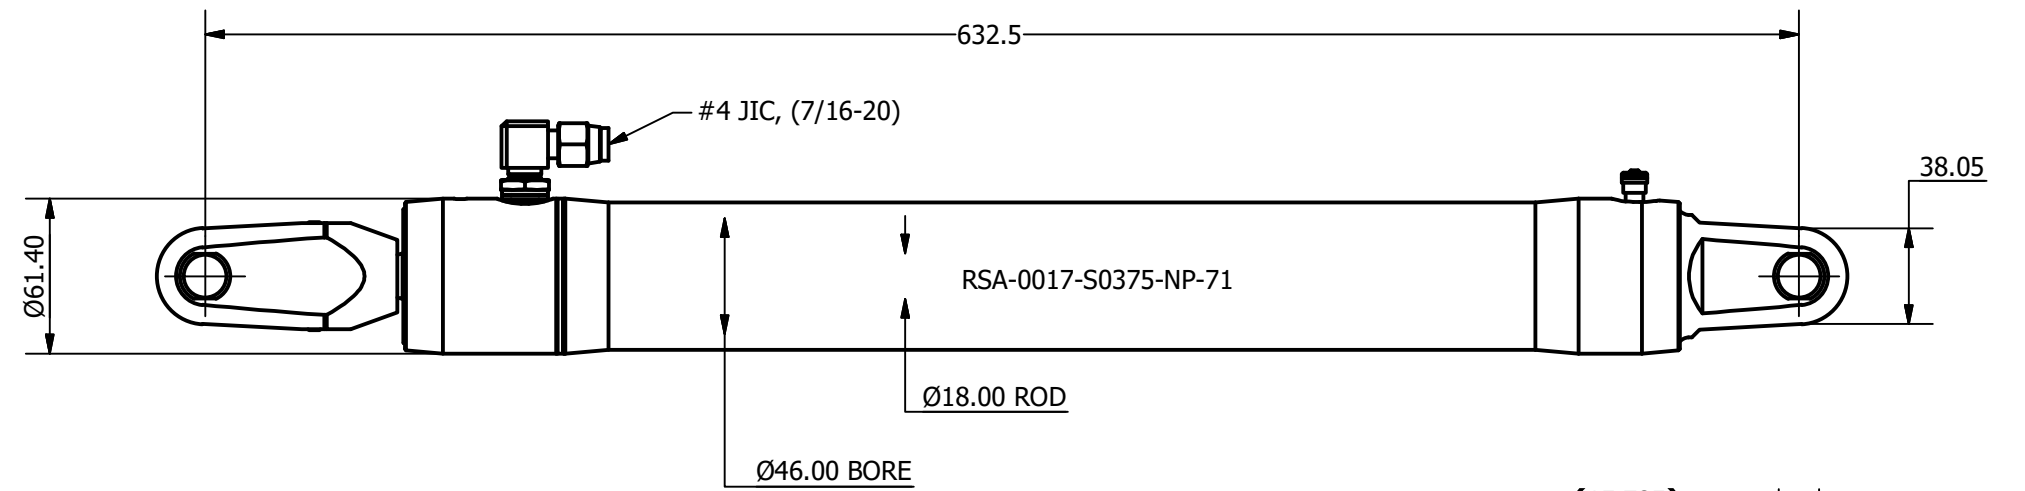 632.5
#4 JIC, (7/16-20)
38.05
Ø61.40
RSA-0017-S0375-NP-71
Ø18.00 ROD
Ø46.00 BORE